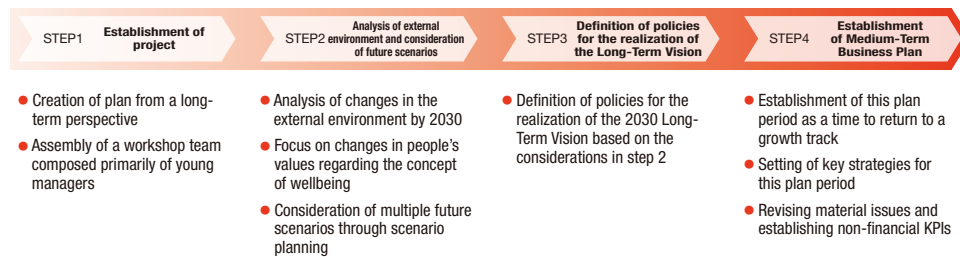 STEP1
Establishment of
project
STEP2
Analysis of external
environment and consideration
of future scenarios
STEP3
Definition of policies
for the realization of
the Long-Term Vision
STEP4
Establishment
of Medium-Term
Business Plan
● Creation of plan from a long-
term perspective
● Assembly of a workshop team
composed primarily of young
managers
● Analysis of changes in the
external environment by 2030
● Focus on changes in people’s
values regarding the concept
of wellbeing
● Consideration of multiple future
scenarios through scenario
planning
● Definition of policies for the
realization of the 2030 Long-
Term Vision based on the
considerations in step 2
● Establishment of this plan
period as a time to return to a
growth track
● Setting of key strategies for
this plan period
● Revising material issues and
establishing non-financial KPIs